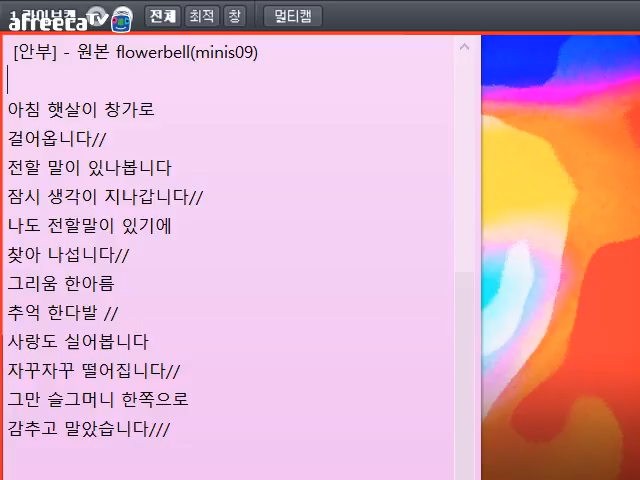 afreecaTV
전체 최적 창 멀티캠
[안부] - 원본 flowerbell(minis09)
아침 햇살이 창가로
걸어옵니다//
전할 말이 있나봅니다
잠시 생각이 지나갑니다//
나도 전할말이 있기에
찾아 나섭니다//
그리움 한아름
추억 한다발 //
사랑도 실어봅니다
자꾸자꾸 떨어집니다//
그만 슬그머니 한쪽으로
감추고 말았습니다///